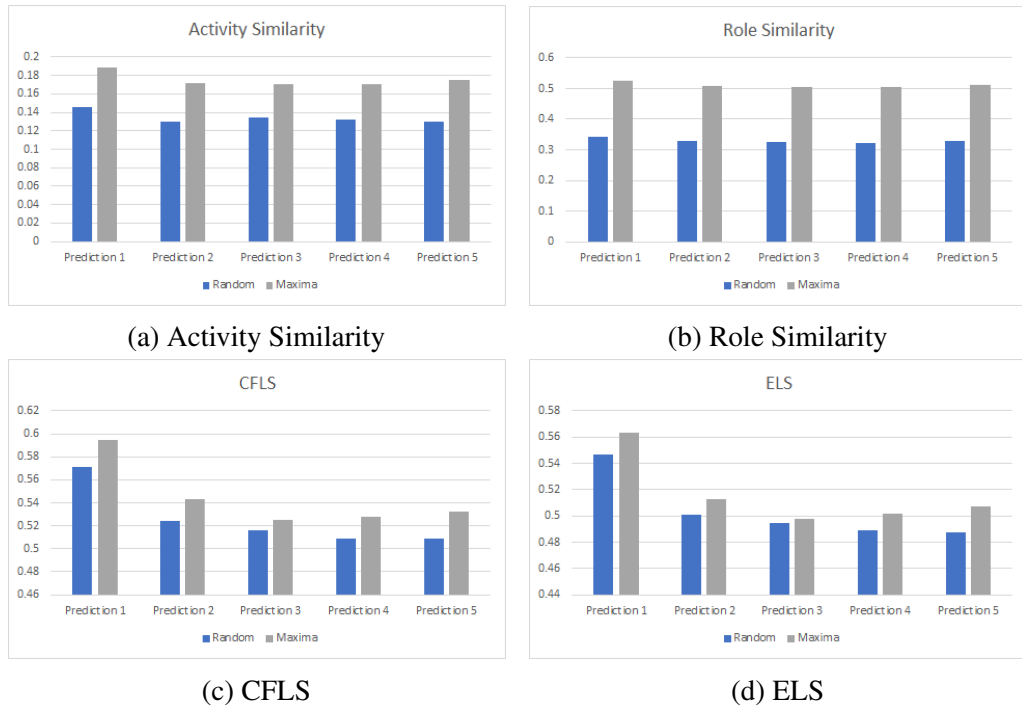 Activity Similarity
0.2
0.18
0.16
0.14
0.12
0.1
0.08
0.06
0.04
0.02
0
Prediction 1 Prediction 2 Prediction 3 Prediction 4 Prediction 5
Random Maxima
(a) Activity Similarity
Role Similarity
0.6
0.5
0.4
0.3
0.2
0.1
0
Prediction 1 Prediction 2 Prediction 3 Prediction 4 Prediction 5
Random Maxima
(b) Role Similarity
CFLS
0.62
0.6
0.58
0.56
0.54
0.52
0.5
0.48
0.46
Prediction 1 Prediction 2 Prediction 3 Prediction 4 Prediction 5
Random Maxima
(c) CFLS
ELS
0.58
0.56
0.54
0.52
0.5
0.48
0.46
0.44
Prediction 1 Prediction 2 Prediction 3 Prediction 4 Prediction 5
Random Maxima
(d) ELS